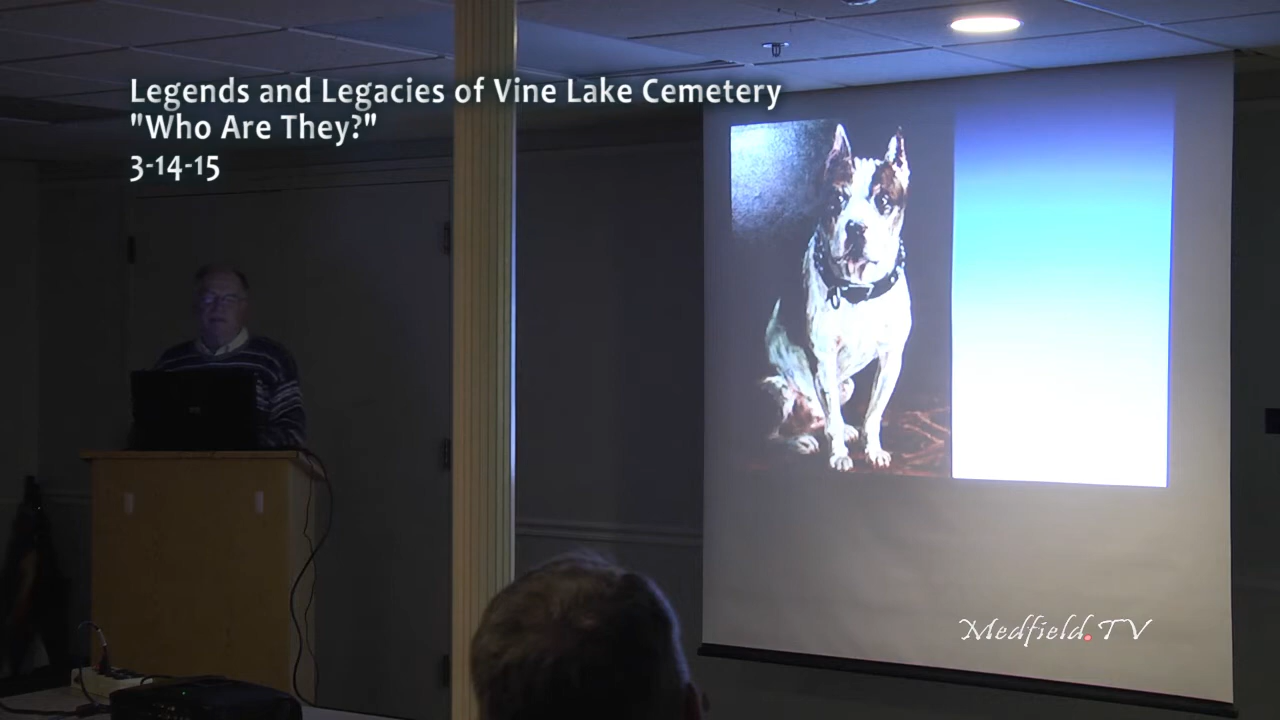 Legends and Legacies of Vine Lake Cemetery
"Who Are They?"
3-14-15
Medfield.TV